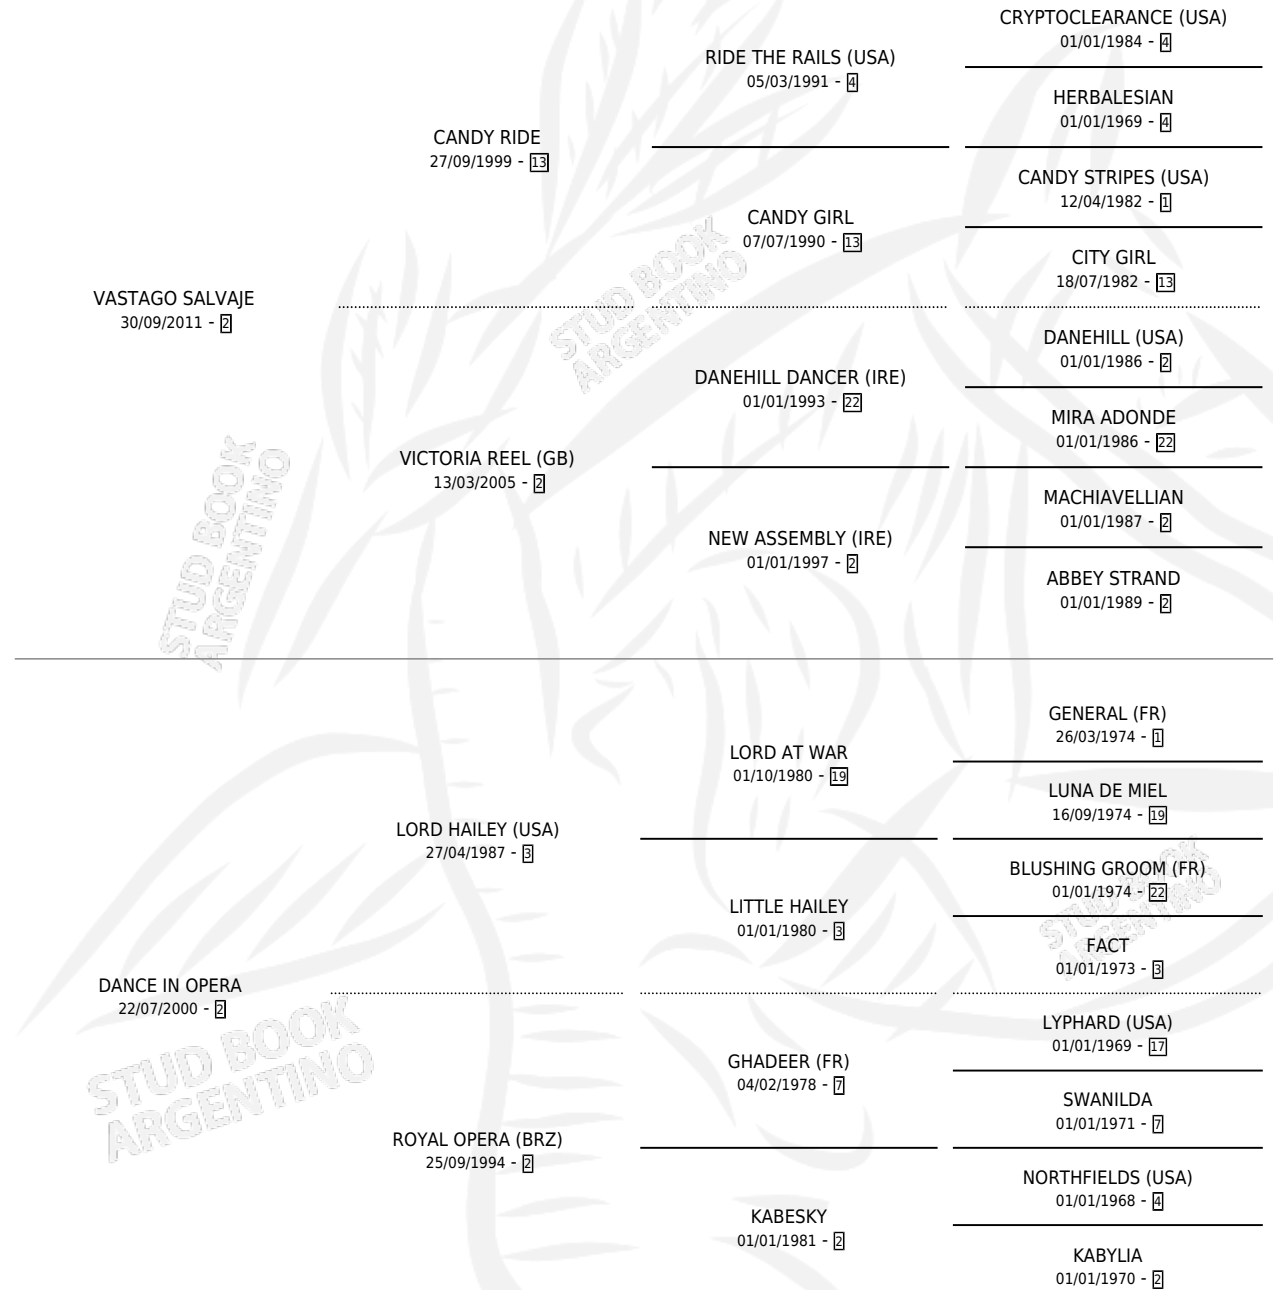 CRYPTOCLEARANCE (USA)
01/01/1984 - 4
RIDE THE RAILS (USA)
05/03/1991 - 4
HERBALESIAN
01/01/1969 - 4
CANDY RIDE
27/09/1999 - 13
CANDY STRIPES (USA)
12/04/1982 - 1
CANDY GIRL
07/07/1990 - 13
CITY GIRL
18/07/1982 - 13
VASTAGO SALVAJE
30/09/2011 - 2
DANEHILL (USA)
01/01/1986 - 2
DANEHILL DANCER (IRE)
01/01/1993 - 22
MIRA ADONDE
01/01/1986 - 22
VICTORIA REEL (GB)
13/03/2005 - 2
MACHIAVELLIAN
01/01/1987 - 2
NEW ASSEMBLY (IRE)
01/01/1997 - 2
ABBEY STRAND
01/01/1989 - 2
GENERAL (FR)
26/03/1974 - 1
LORD AT WAR
01/10/1980 - 19
LUNA DE MIEL
16/09/1974 - 19
LORD HAILEY (USA)
27/04/1987 - 3
BLUSHING GROOM (FR)
01/01/1974 - 22
LITTLE HAILEY
01/01/1980 - 3
FACT
01/01/1973 - 3
DANCE IN OPERA
22/07/2000 - 2
LYPHARD (USA)
01/01/1969 - 17
GHADEER (FR)
04/02/1978 - 7
SWANILDA
01/01/1971 - 7
ROYAL OPERA (BRZ)
25/09/1994 - 2
NORTHFIELDS (USA)
01/01/1968 - 4
KABESKY
01/01/1981 - 2
KABYLIA
01/01/1970 - 2
STUD BOOK
ARGENTINO
STUD BOOK
ARGENTINO
STUD BOOK
ARGENTINO
STUD BOOK
ARGENTINO